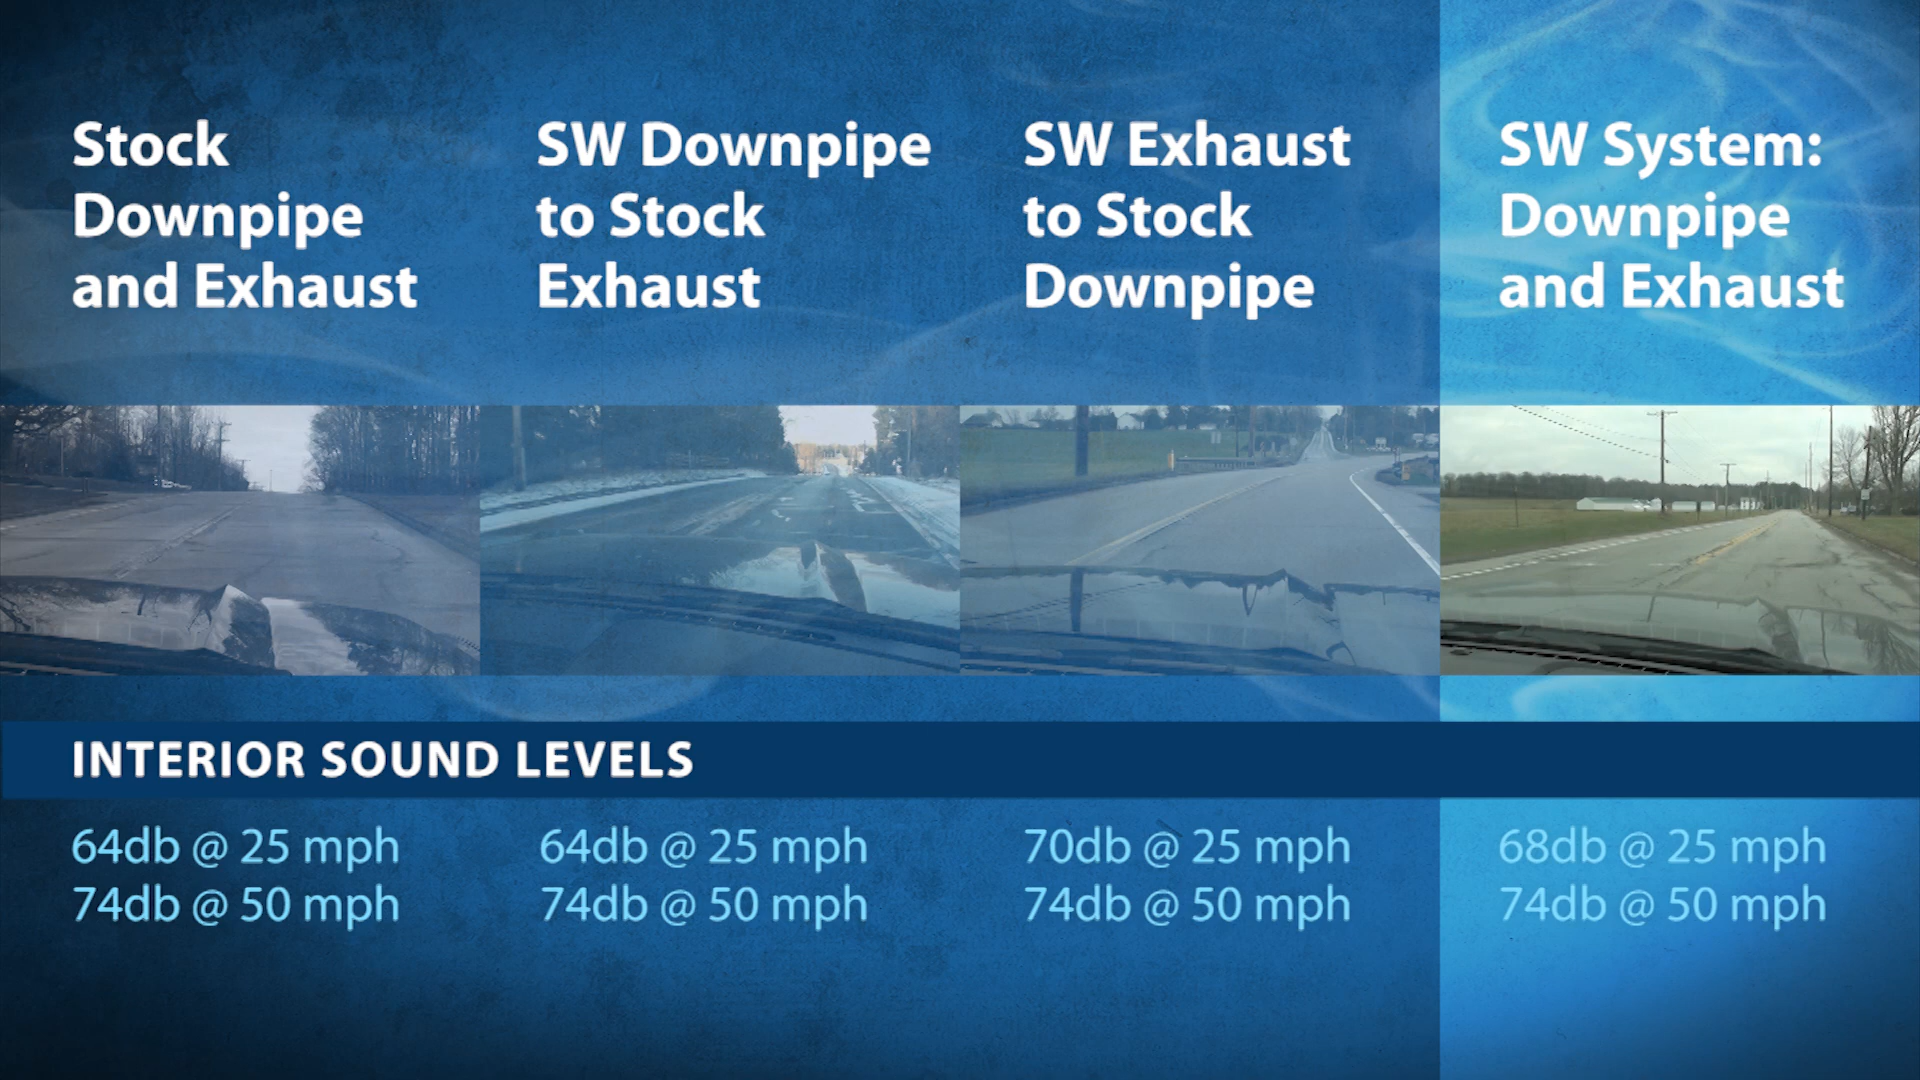 Stock
Downpipe
and Exhaust
SW Downpipe
to Stock
Exhaust
SW Exhaust
to Stock
Downpipe
SW System:
Downpipe
and Exhaust
INTERIOR SOUND LEVELS
64db @ 25 mph
74db @ 50 mph
64db @ 25 mph
74db @ 50 mph
70db @ 25 mph
74db @ 50 mph
68db @ 25 mph
74db @ 50 mph